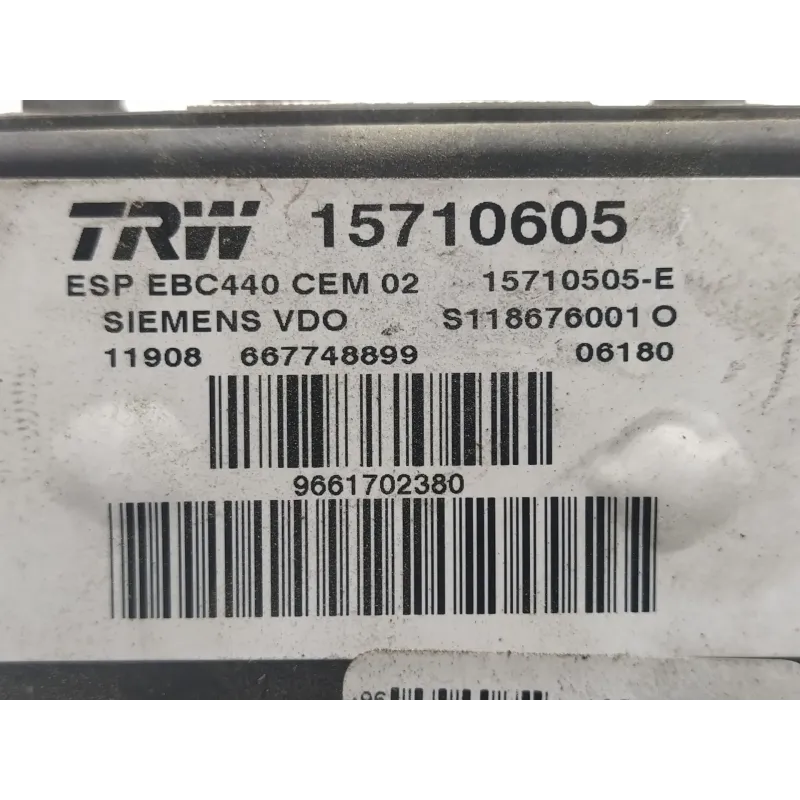 TRW 15710605
ESP EBC440 CEM 02 15710505-E
SIEMENS VDO S118676001 O
11908 667748899 06180
9661702380